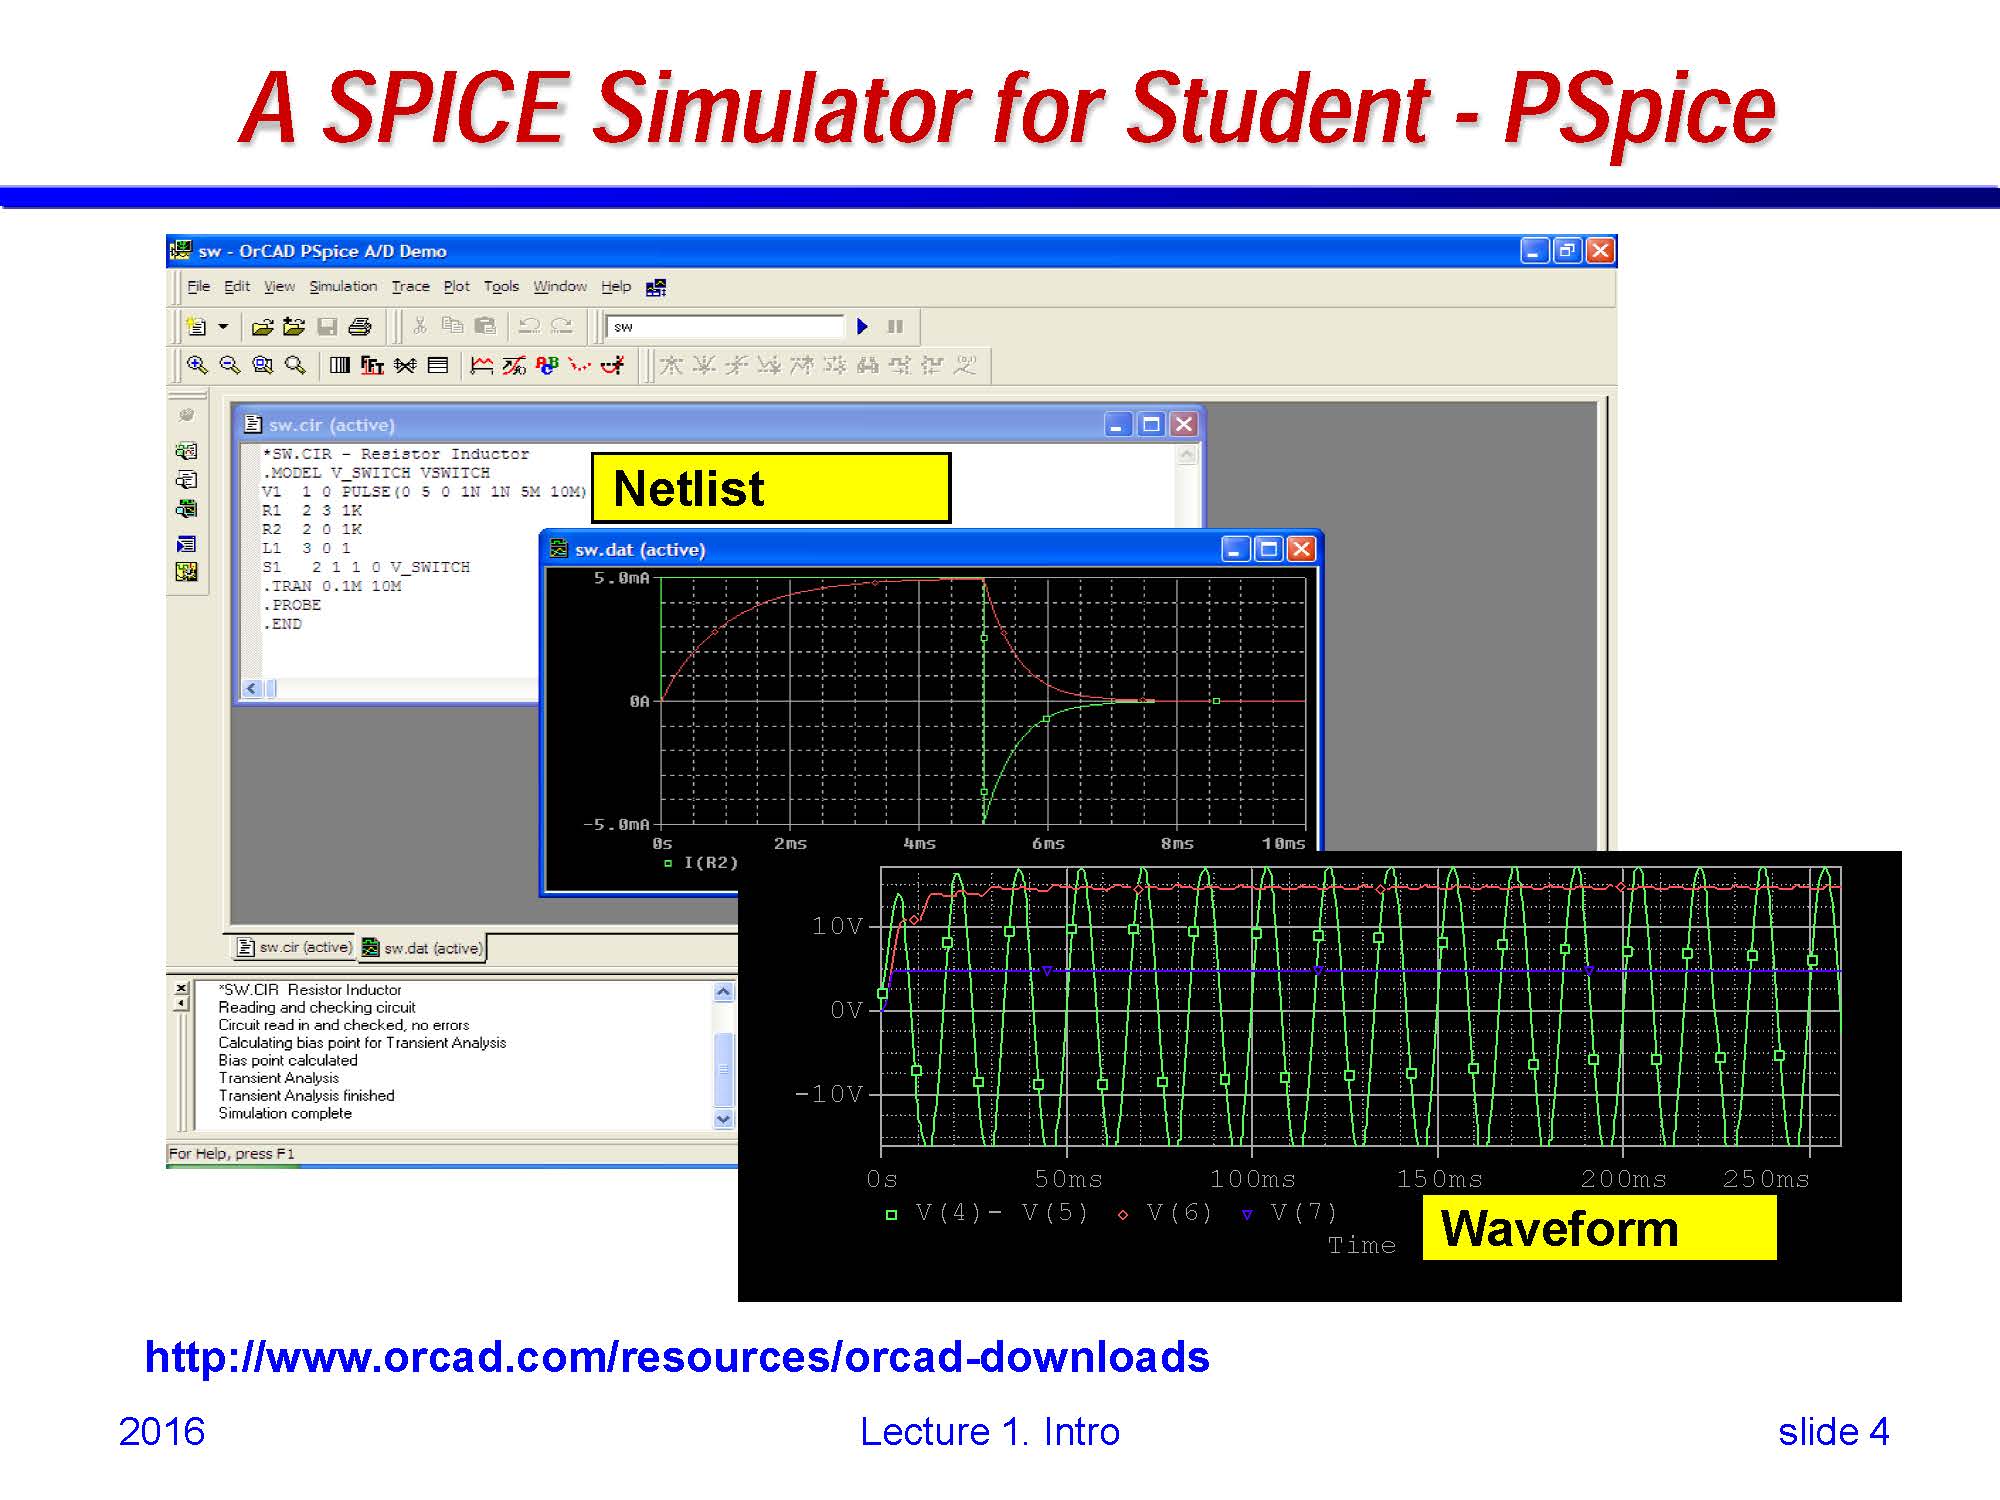 A SPICE Simulator for Student - PSpice
sw - OrCAD PSpice A/D Demo
File Edit View Simulation Trace Plot Tools Window Help
sw
sw.cir (active)
*SW.CIR - Resistor Inductor
.MODEL V_SWITCH VSWITCH
V1 1 0 PULSE(0 5 0 1N 1N 5M 10M)
R1 2 3 1K
R2 2 0 1K
L1 3 0 1
S1 2 1 1 0 V_SWITCH
.TRAN 0.1M 10M
.PROBE
.END
Netlist
sw.dat (active)
5.0mA
0A
-5.0mA
0s 2ms 4ms 6ms 8ms 10ms
I(R2)
sw.cir (active) sw.dat (active)
*SW.CIR Resistor Inductor
Reading and checking circuit
Circuit read in and checked, no errors
Calculating bias point for Transient Analysis
Bias point calculated
Transient Analysis
Transient Analysis finished
Simulation complete
For Help, press F1
10V
0V
-10V
0s 50ms 100ms 150ms 200ms 250ms
V(4)- V(5) V(6) V(7)
Time
Waveform
http://www.orcad.com/resources/orcad-downloads
2016 Lecture 1. Intro slide 4